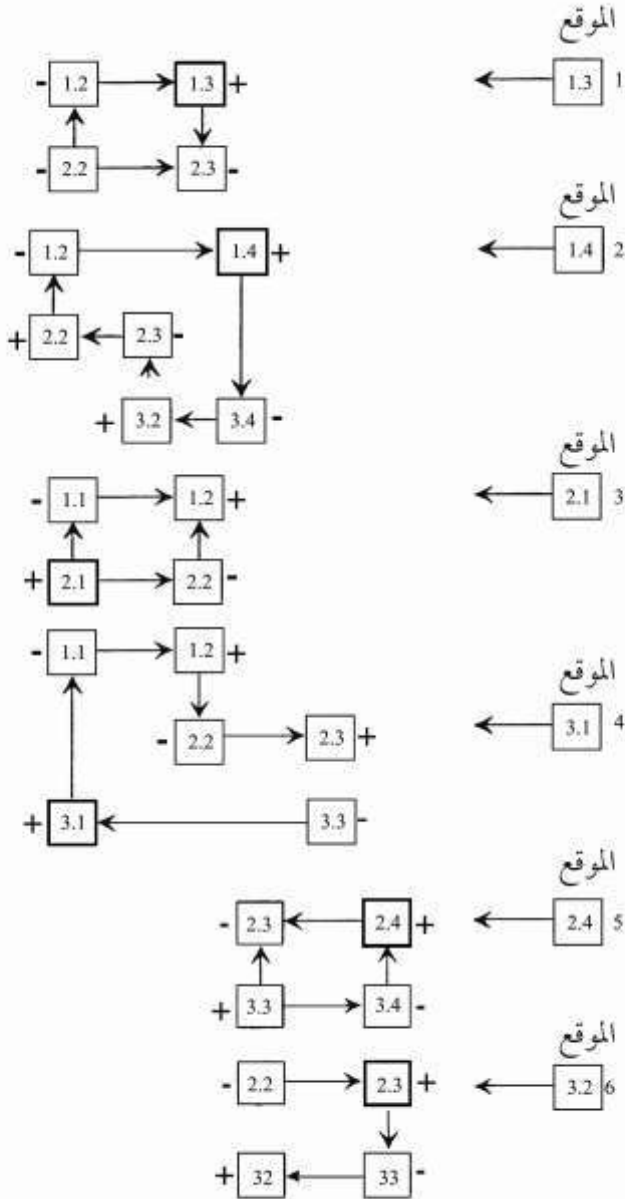 الموقع
- 1.2 1.3 + 1.3 1
- 2.2 2.3 -
الموقع
- 1.2 1.4 + 1.4 2
+ 2.2 2.3 -
+ 3.2 3.4 -
الموقع
- 1.1 1.2 + 2.1 3
+ 2.1 2.2 -
- 1.1 1.2 +
الموقع
- 2.2 2.3 + 3.1 4
+ 3.1 3.3 -
الموقع
- 2.3 2.4 + 2.4 5
+ 3.3 3.4 -
الموقع
- 2.2 2.3 + 3.2 6
+ 32 33 -